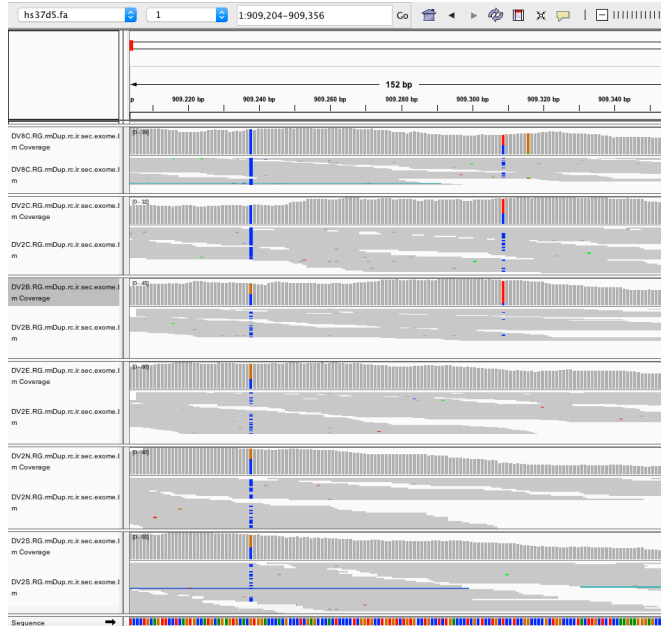 hs37d5.fa 1 1:909,204-909,356 Go
152 bp
p 909.220 bp 909.240 bp 909.260 bp 909.280 bp 909.300 bp 909.320 bp 909.340 bp
DV8C.RG.rmDup.rc.ir.sec.exome.l
m Coverage
[0 - 39]
DV8C.RG.rmDup.rc.ir.sec.exome.l
m
DV2C.RG.rmDup.rc.ir.sec.exome.l
m Coverage
[0 - 32]
DV2C.RG.rmDup.rc.ir.sec.exome.l
m
DV2B.RG.rmDup.rc.ir.sec.exome.l
m Coverage
[0 - 45]
DV2B.RG.rmDup.rc.ir.sec.exome.l
m
DV2E.RG.rmDup.rc.ir.sec.exome.l
m Coverage
DV2E.RG.rmDup.rc.ir.sec.exome.l
m
DV2N.RG.rmDup.rc.ir.sec.exome.l
m Coverage
DV2N.RG.rmDup.rc.ir.sec.exome.l
m
DV2S.RG.rmDup.rc.ir.sec.exome.l
m Coverage
DV2S.RG.rmDup.rc.ir.sec.exome.l
m
Sequence